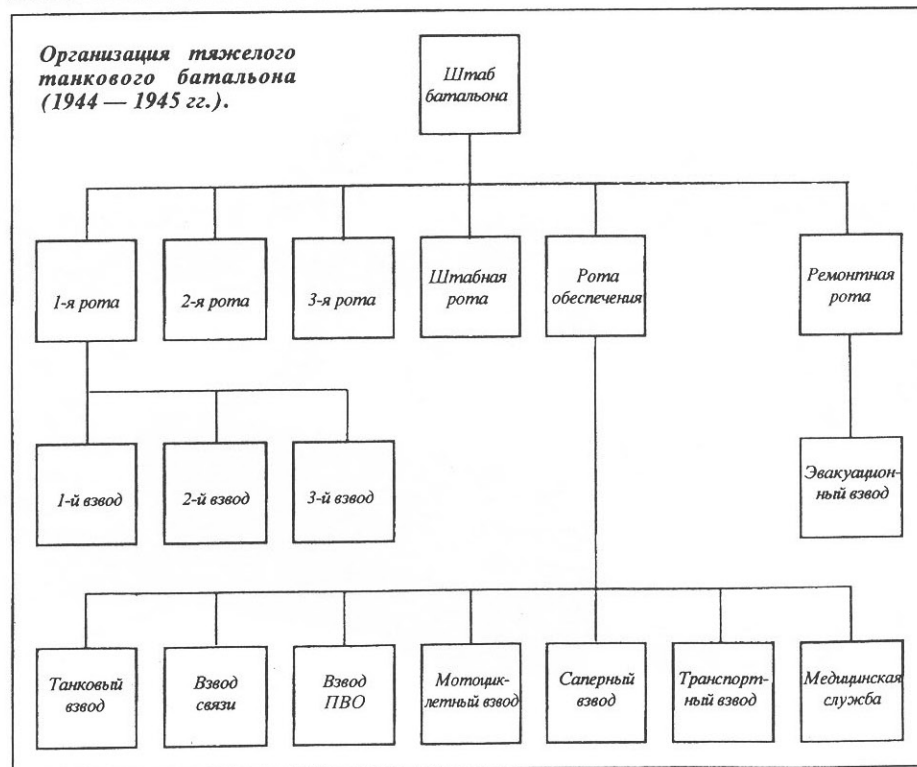 Организация тяжелого
танкового батальона
(1944 — 1945 гг.).
Штаб
батальона
1-я рота
2-я рота
3-я рота
Штабная
рота
Рота
обеспечения
Ремонтная
рота
1-й взвод
2-й взвод
3-й взвод
Эвакуацион-
ный взвод
Танковый
взвод
Взвод
связи
Взвод
ПВО
Мотоцик-
летный взвод
Саперный
взвод
Транспорт-
ный взвод
Медицинская
служба